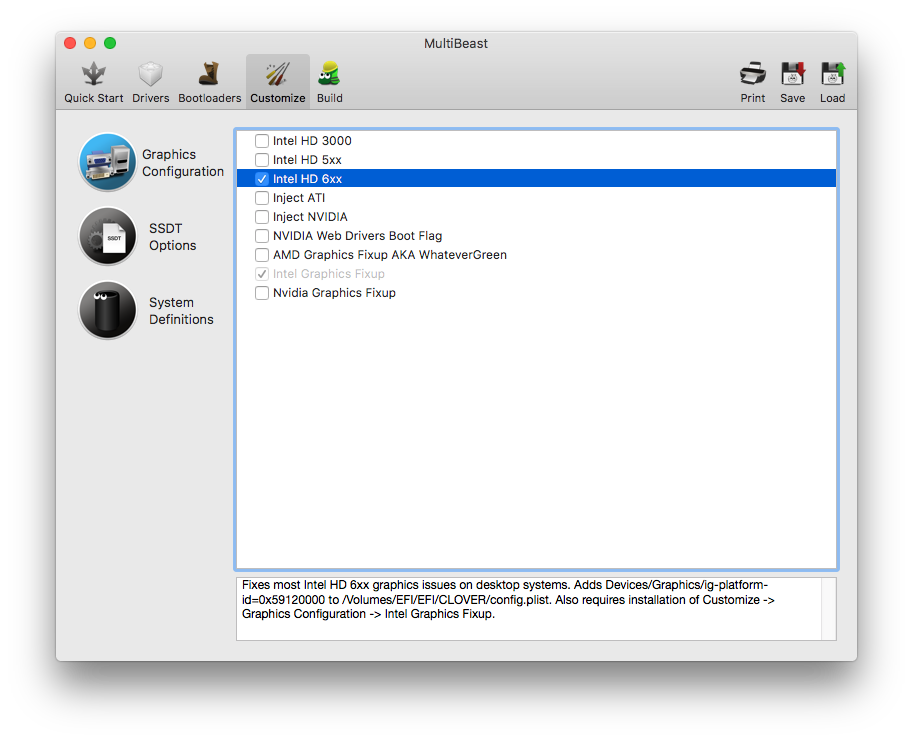 MultiBeast
Quick Start
Drivers
Bootloaders
Customize
Build
Print
Save
Load
Graphics
Configuration
SSDT
SSDT
Options
System
Definitions
Intel HD 3000
Intel HD 5xx
Intel HD 6xx
Inject ATI
Inject NVIDIA
NVIDIA Web Drivers Boot Flag
AMD Graphics Fixup AKA WhateverGreen
Intel Graphics Fixup
Nvidia Graphics Fixup
Fixes most Intel HD 6xx graphics issues on desktop systems. Adds Devices/Graphics/ig-platform-
id=0x59120000 to /Volumes/EFI/EFI/CLOVER/config.plist. Also requires installation of Customize ->
Graphics Configuration -> Intel Graphics Fixup.